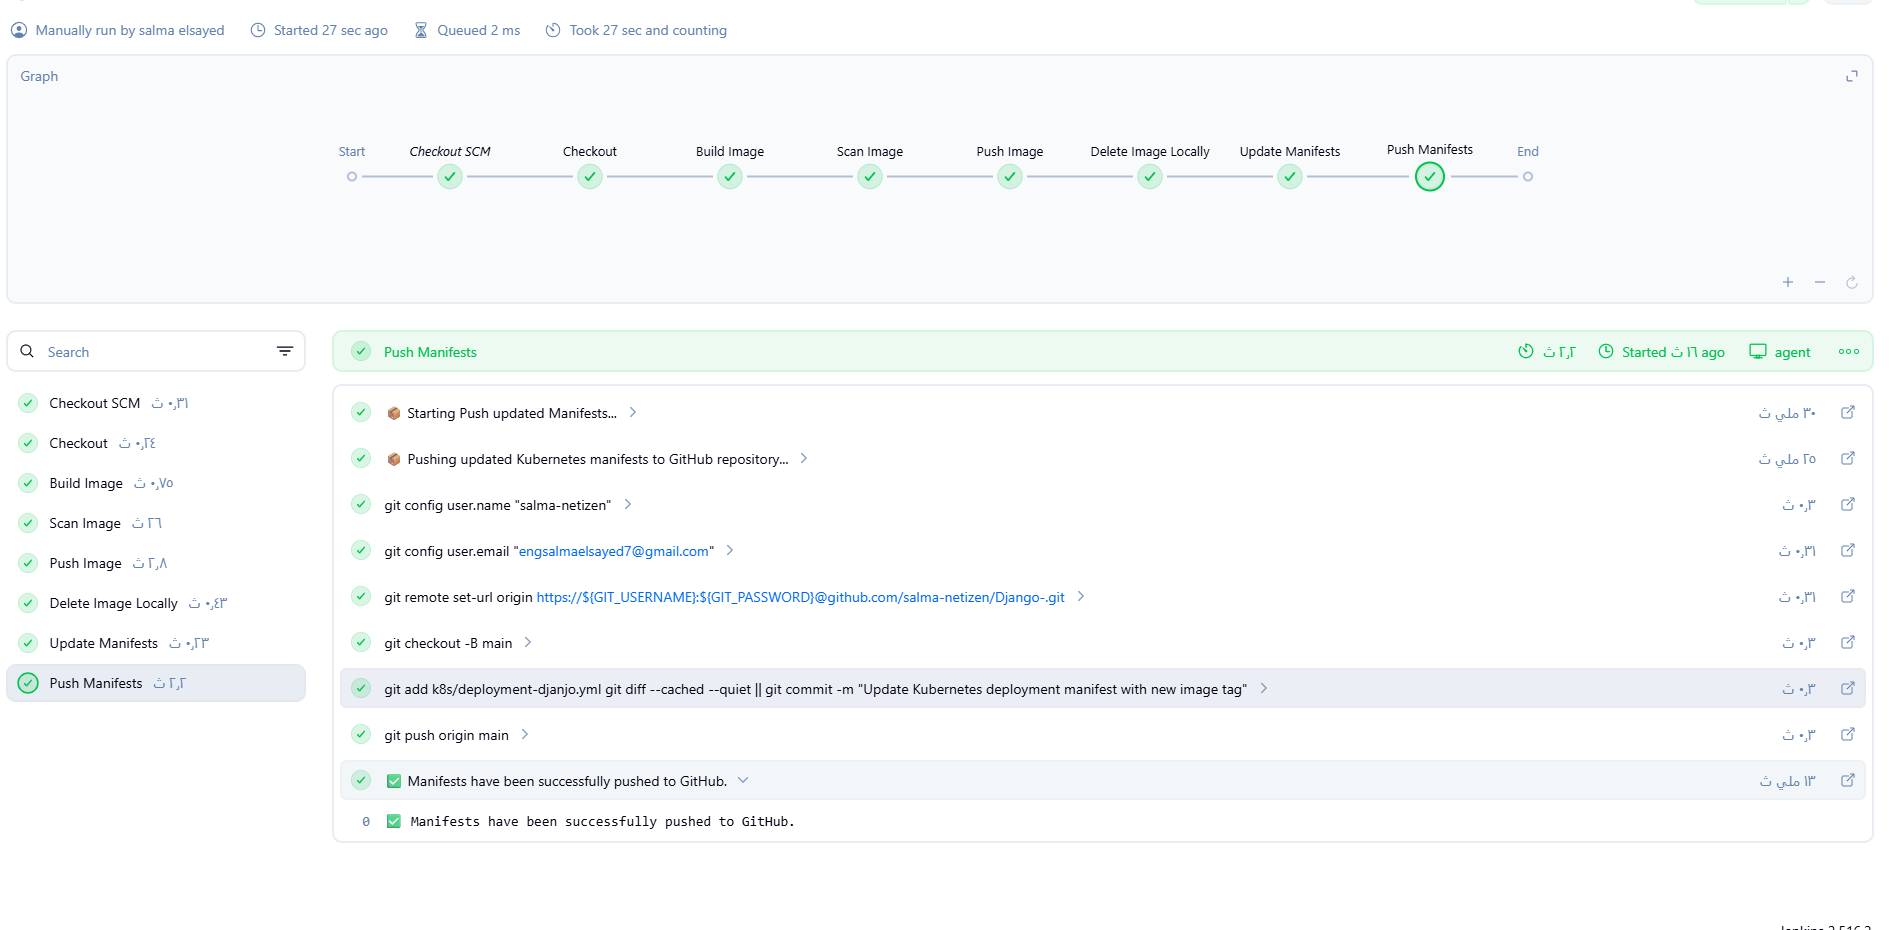 Manually run by salma elsayed Started 27 sec ago Queued 2 ms Took 27 sec and counting
Graph
Start Checkout SCM Checkout Build Image Scan Image Push Image Delete Image Locally Update Manifests Push Manifests End
Search
Checkout SCM ٠٫٣١ ث
Checkout ٠٫٢٤ ث
Build Image ٠٫٧٥ ث
Scan Image ٢٦ ث
Push Image ٢٫٨ ث
Delete Image Locally ٠٫٤٣ ث
Update Manifests ٠٫٢٣ ث
Push Manifests ٢٫٢ ث
Push Manifests ٢٫٢ ث Started ١٦ ث ago agent
📦 Starting Push updated Manifests... ٣٠ ملي ث
📦 Pushing updated Kubernetes manifests to GitHub repository... ٢٥ ملي ث
git config user.name "salma-netizen" ٠٫٣ ث
git config user.email "engsalmaelsayed7@gmail.com" ٠٫٣١ ث
git remote set-url origin https://${GIT_USERNAME}:${GIT_PASSWORD}@github.com/salma-netizen/Django-.git ٠٫٣١ ث
git checkout -B main ٠٫٣ ث
git add k8s/deployment-djanjo.yml git diff --cached --quiet || git commit -m "Update Kubernetes deployment manifest with new image tag" ٠٫٣ ث
git push origin main ٠٫٣ ث
✅ Manifests have been successfully pushed to GitHub. ١٣ ملي ث
0 ✅ Manifests have been successfully pushed to GitHub.